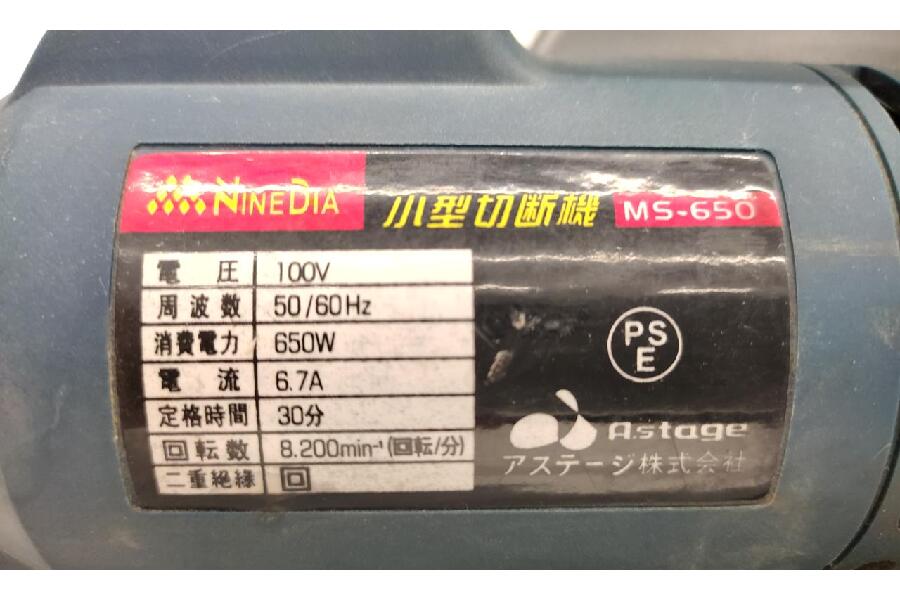 NINEDIA 小型切断機 MS-650
電圧 100V
周波数 50/60Hz
消費電力 650W
電流 6.7A
定格時間 30分
回転数 8.200min⁻¹(回転/分)
二重絶縁 回
PS
E
A.stage
アステージ株式会社